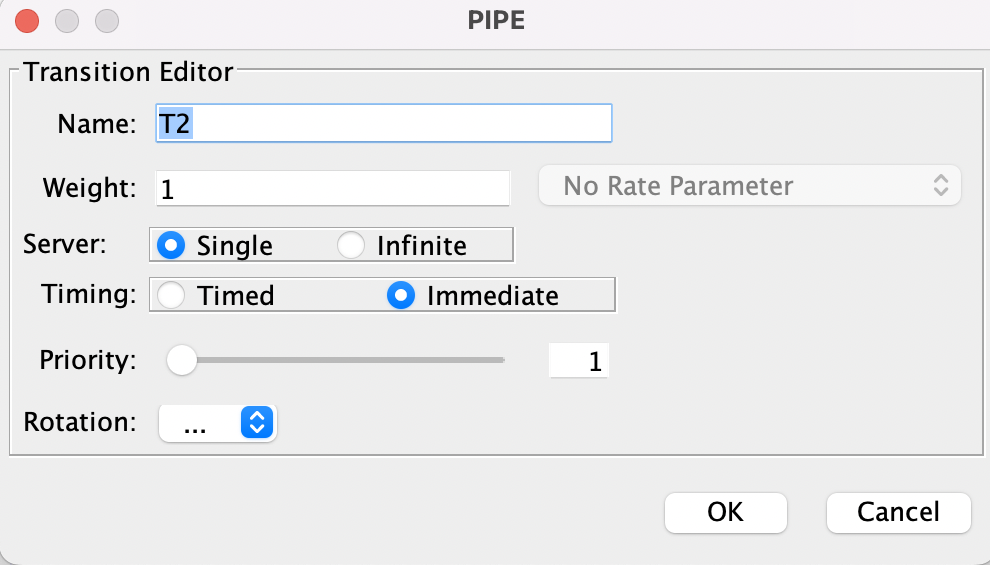 PIPE
Transition Editor
Name: T2
Weight: 1 No Rate Parameter
Server: Single Infinite
Timing: Timed Immediate
Priority: 1
Rotation: ...
OK Cancel